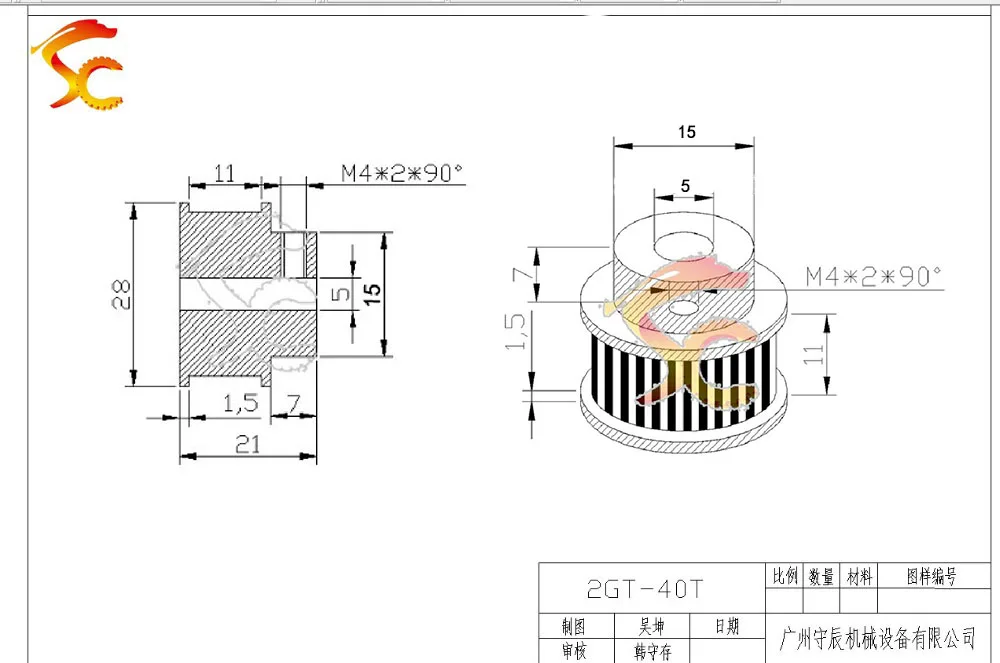 SC
15
11
M4*2*90°
5
28
5
15
7
M4*2*90°
1,5
11
1,5
7
21
2GT-40T
比例 数量 材料 图样编号
制图 吴坤 日期
广州守辰机械设备有限公司
审核 韩守存